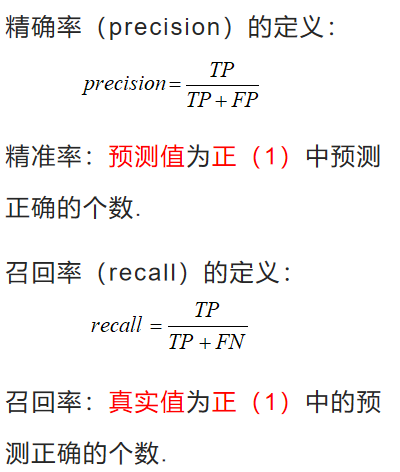 精确率（precision）的定义：
precision = TP / (TP + FP)
精准率：预测值为正（1）中预测
正确的个数.
召回率（recall）的定义：
recall = TP / (TP + FN)
召回率：真实值为正（1）中的预
测正确的个数.